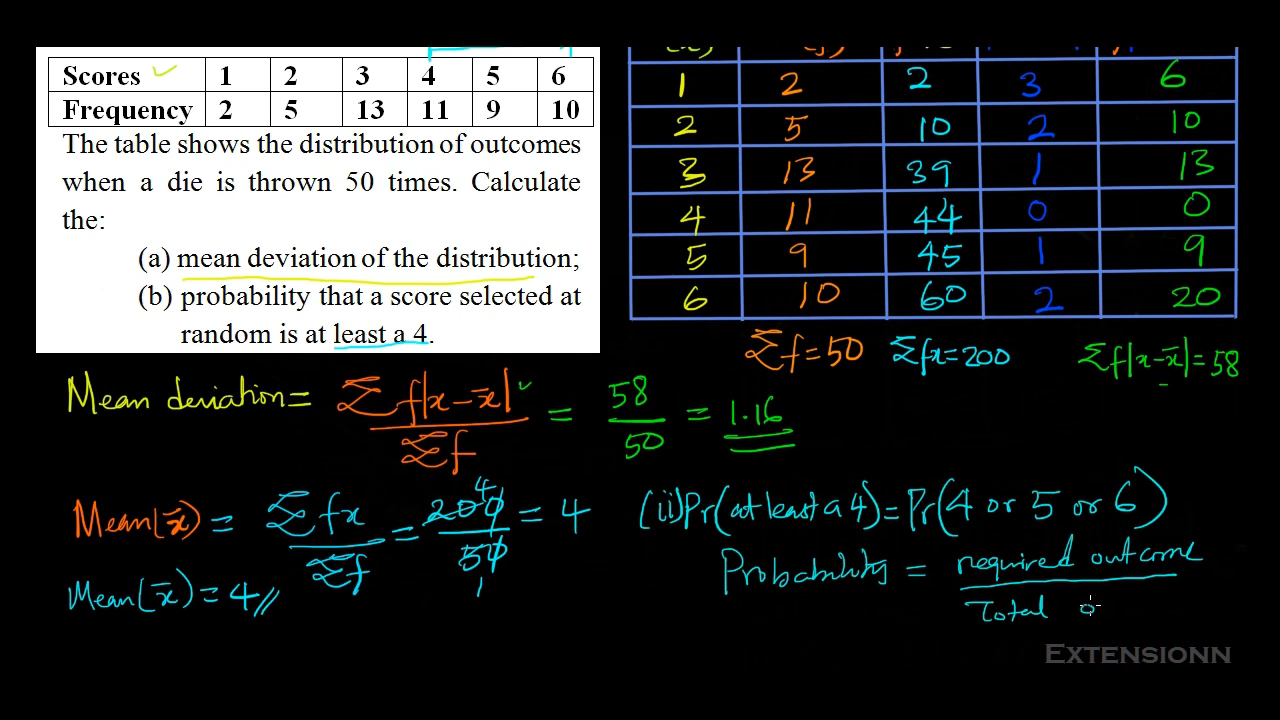 Scores 1 2 3 4 5 6
Frequency 2 5 13 11 9 10
The table shows the distribution of outcomes
when a die is thrown 50 times. Calculate
the:
(a) mean deviation of the distribution;
(b) probability that a score selected at
random is at least a 4.
1 2 2 3 6
2 5 10 2 10
3 13 39 1 13
4 11 44 0 0
5 9 45 1 9
6 10 60 2 20
Σf = 50 Σfx = 200 Σf|x - x̄| = 58
Mean deviation = Σf|x - x̄| / Σf = 58/50 = 1.16
Mean(x̄) = Σfx / Σf = 200/50 = 4
4
1
Mean(x̄) = 4//
(ii) Pr(at least a 4) = Pr(4 or 5 or 6)
Probability = required outcome
Total o
EXTENSIONN